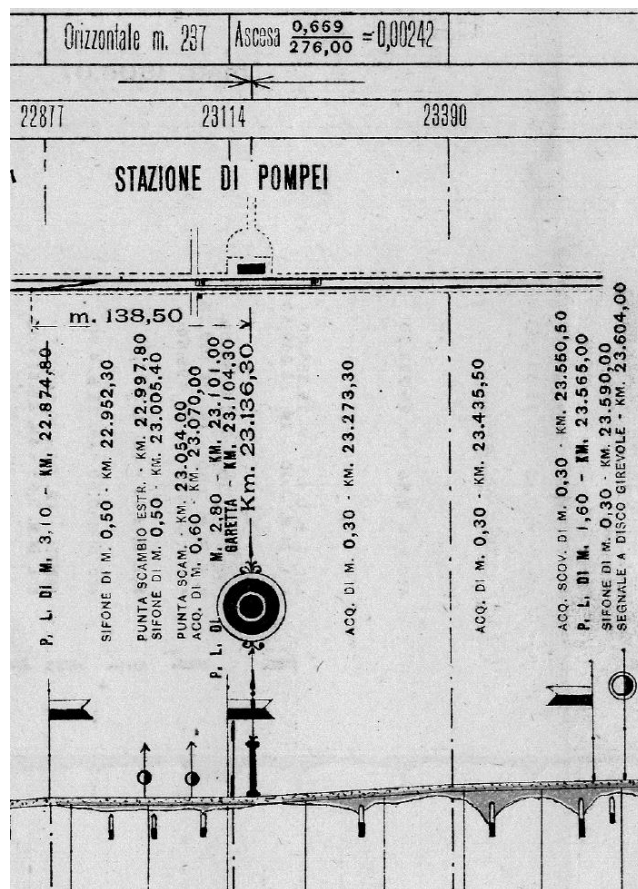 Orizzontale m. 237
Ascesa 0,669 / 276,00 = 0,00242
22877
23114
23390
STAZIONE DI POMPEI
m. 138,50
P. L. DI M. 3,10 - KM. 22.874,80
SIFONE DI M. 0,50 - KM. 22.952,30
PUNTA SCAMBIO ESTR. - KM. 22.997,80
SIFONE DI M. 0,50 - KM. 23.005,40
PUNTA SCAM. - KM. 23.054,00
ACQ. DI M. 0,60 - KM. 23.070,00
P. L. DI M. 2,80 - KM. 23.101,00
GARETTA - KM. 23.104,30
Km. 23.136,30
ACQ. DI M. 0,30 - KM. 23.273,30
ACQ. DI M. 0,30 - KM. 23.435,50
ACQ. SCOV. DI M. 0,30 - KM. 23.550,50
P. L. DI M. 1,60 - KM. 23.565,00
SIFONE DI M. 0,30 - KM. 23.590,00
SEGNALE A DISCO GIREVOLE - KM. 23.604,00